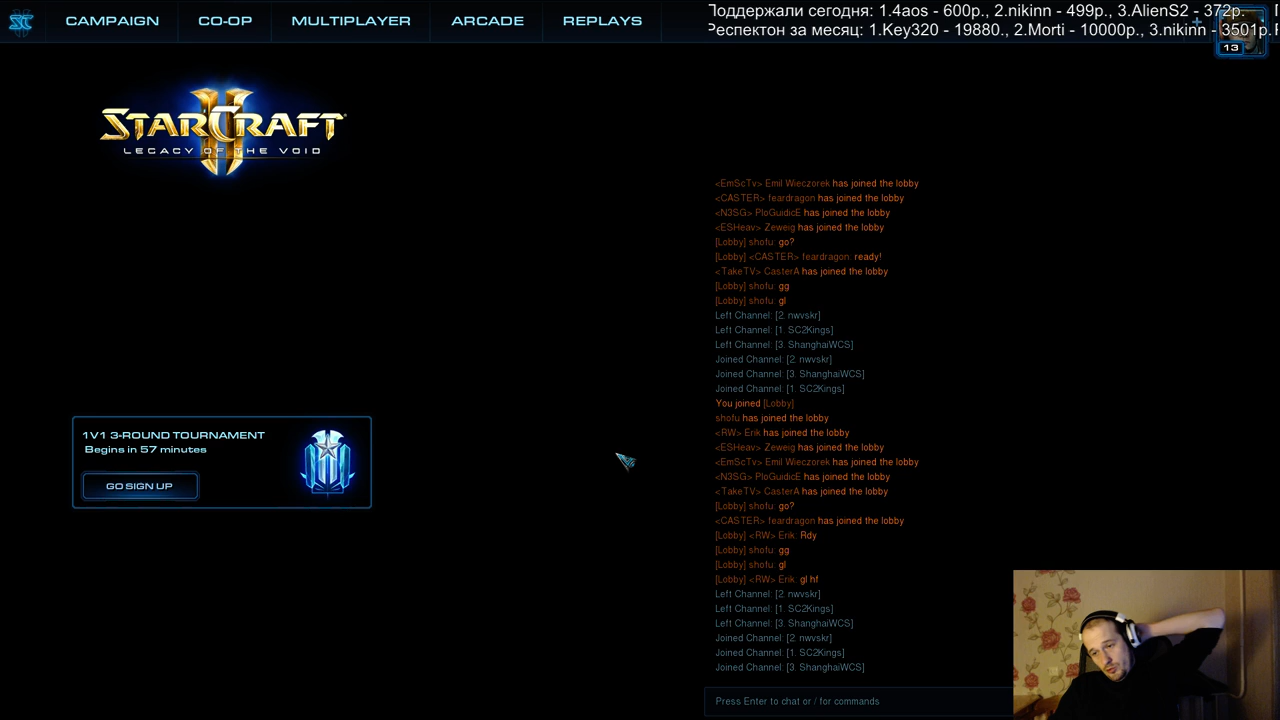 CAMPAIGN
CO-OP
MULTIPLAYER
ARCADE
REPLAYS
Поддержали сегодня: 1.4aos - 600р., 2.nikinn - 499р., 3.AlienS2 - 372р.
Респектон за месяц: 1.Key320 - 19880., 2.Morti - 10000р., 3.nikinn - 3501р.
13
STARCRAFT
II
LEGACY OF THE VOID
<EmScTv> Emil Wieczorek has joined the lobby
<CASTER> feardragon has joined the lobby
<N3SG> PloGuidicE has joined the lobby
<ESHeav> Zeweig has joined the lobby
[Lobby] shofu: go?
[Lobby] <CASTER> feardragon: ready!
<TakeTV> CasterA has joined the lobby
[Lobby] shofu: gg
[Lobby] shofu: gl
Left Channel: [2. nwvskr]
Left Channel: [1. SC2Kings]
Left Channel: [3. ShanghaiWCS]
Joined Channel: [2. nwvskr]
Joined Channel: [3. ShanghaiWCS]
Joined Channel: [1. SC2Kings]
You joined [Lobby]
shofu has joined the lobby
<RW> Erik has joined the lobby
<ESHeav> Zeweig has joined the lobby
<EmScTv> Emil Wieczorek has joined the lobby
<N3SG> PloGuidicE has joined the lobby
<TakeTV> CasterA has joined the lobby
[Lobby] shofu: go?
<CASTER> feardragon has joined the lobby
[Lobby] <RW> Erik: Rdy
[Lobby] shofu: gg
[Lobby] shofu: gl
[Lobby] <RW> Erik: gl hf
Left Channel: [2. nwvskr]
Left Channel: [1. SC2Kings]
Left Channel: [3. ShanghaiWCS]
Joined Channel: [2. nwvskr]
Joined Channel: [1. SC2Kings]
Joined Channel: [3. ShanghaiWCS]
1V1 3-ROUND TOURNAMENT
Begins in 57 minutes
GO SIGN UP
Press Enter to chat or / for commands